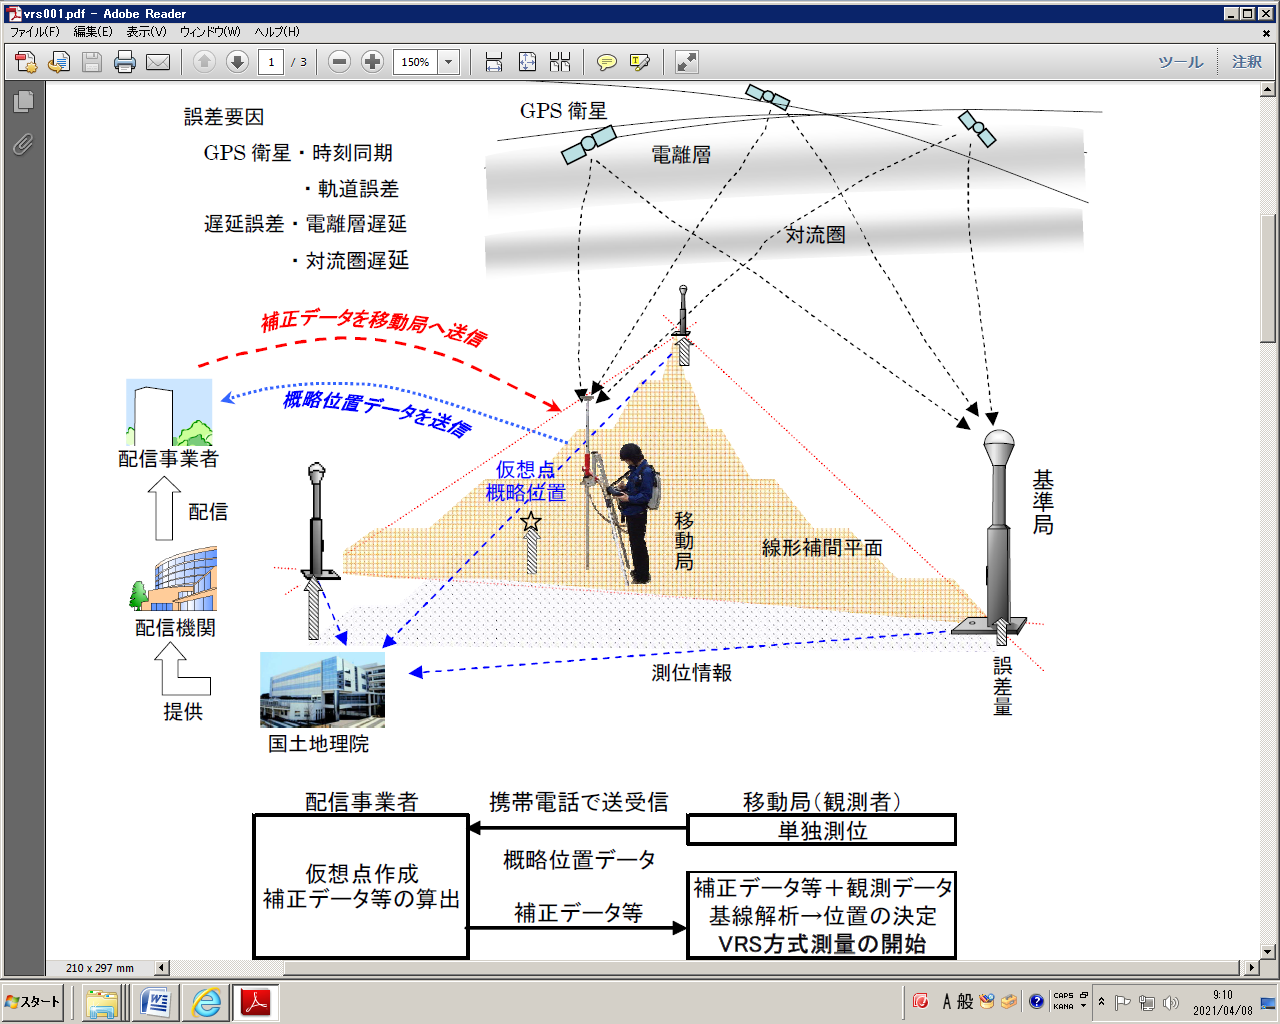 vrs001.pdf - Adobe Reader
ファイル(F) 編集(E) 表示(V) ウィンドウ(W) ヘルプ(H)
1 / 3 150% ツール 注釈
誤差要因
GPS 衛星・時刻同期
・軌道誤差
遅延誤差・電離層遅延
・対流圏遅延
GPS 衛星
電離層
対流圏
補正データを移動局へ送信
概略位置データを送信
配信事業者
配信
配信機関
提供
国土地理院
仮想点
概略位置
移動局
線形補間平面
基準局
測位情報
誤差量
配信事業者 携帯電話で送受信 移動局(観測者)
単独測位
概略位置データ
仮想点作成
補正データ等の算出
補正データ等
補正データ等＋観測データ
基線解析→位置の決定
VRS方式測量の開始
210 x 297 mm
スタート
A 般
CAPS
KANA
9:10
2021/04/08